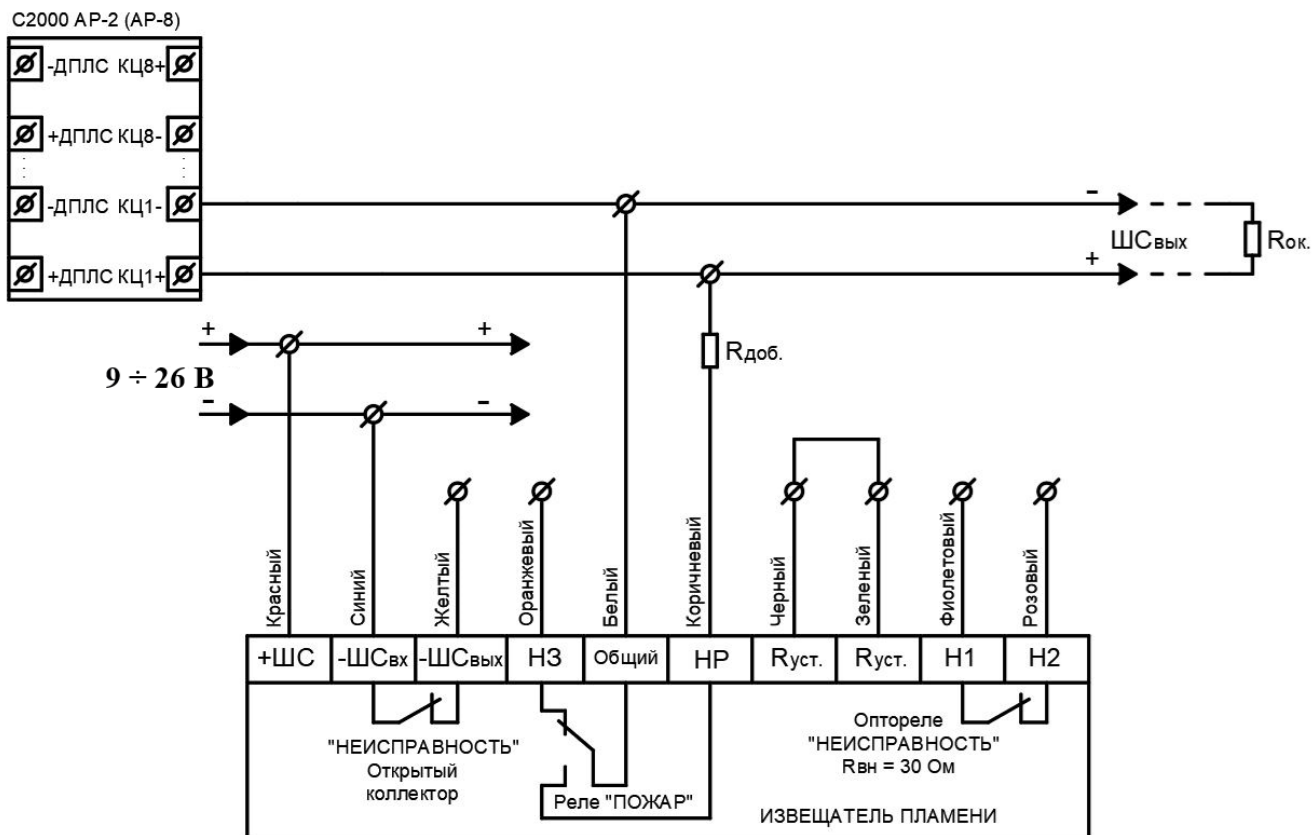 С2000 АР-2 (АР-8)
-ДПЛС КЦ8+
+ДПЛС КЦ8-
-ДПЛС КЦ1-
+ДПЛС КЦ1+
-
ШСвых
Rок.
+
+ +
9 ÷ 26 В
- -
Rдоб.
Красный
Синий
Желтый
Оранжевый
Белый
Коричневый
Черный
Зеленый
Фиолетовый
Розовый
+ШС -ШСвх -ШСвых НЗ Общий НР Rуст. Rуст. Н1 Н2
"НЕИСПРАВНОСТЬ"
Открытый
коллектор
Реле "ПОЖАР"
Оптореле
"НЕИСПРАВНОСТЬ"
Rвн = 30 Ом
ИЗВЕЩАТЕЛЬ ПЛАМЕНИ